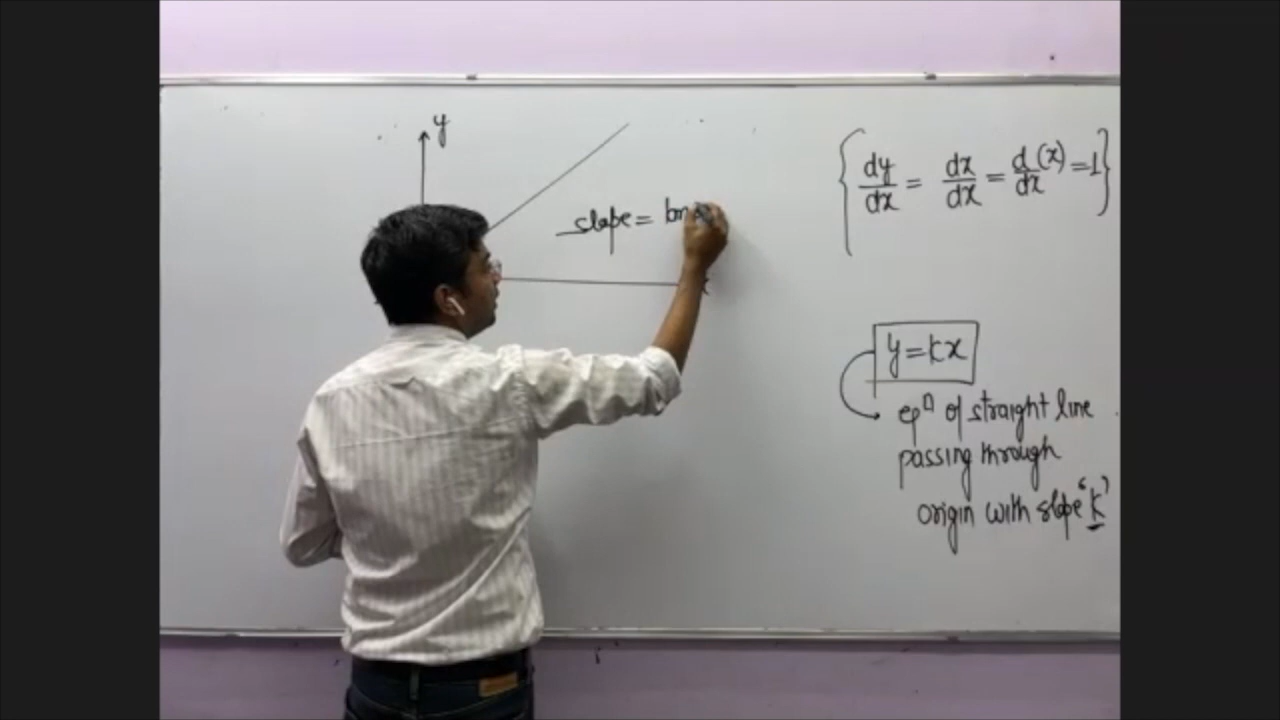 y
slope =
x
{dy/dx = dx/dx = d(x)/dx = 1}
y = kx
eqn of straight line
passing through
origin with slope 'k'